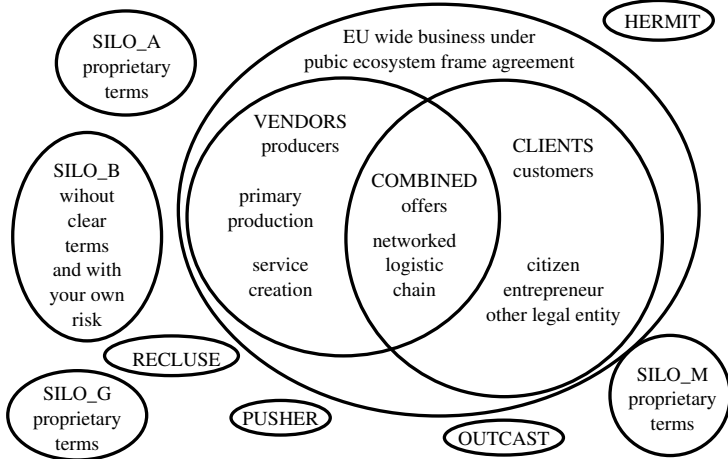 HERMIT
SILO_A
proprietary
terms
EU wide business under
pubic ecosystem frame agreement
VENDORS
producers
primary
production
service
creation
COMBINED
offers
networked
logistic
chain
CLIENTS
customers
citizen
entrepreneur
other legal entity
SILO_B
wihout
clear
terms
and with
your own
risk
RECLUSE
SILO_G
proprietary
terms
PUSHER
OUTCAST
SILO_M
proprietary
terms